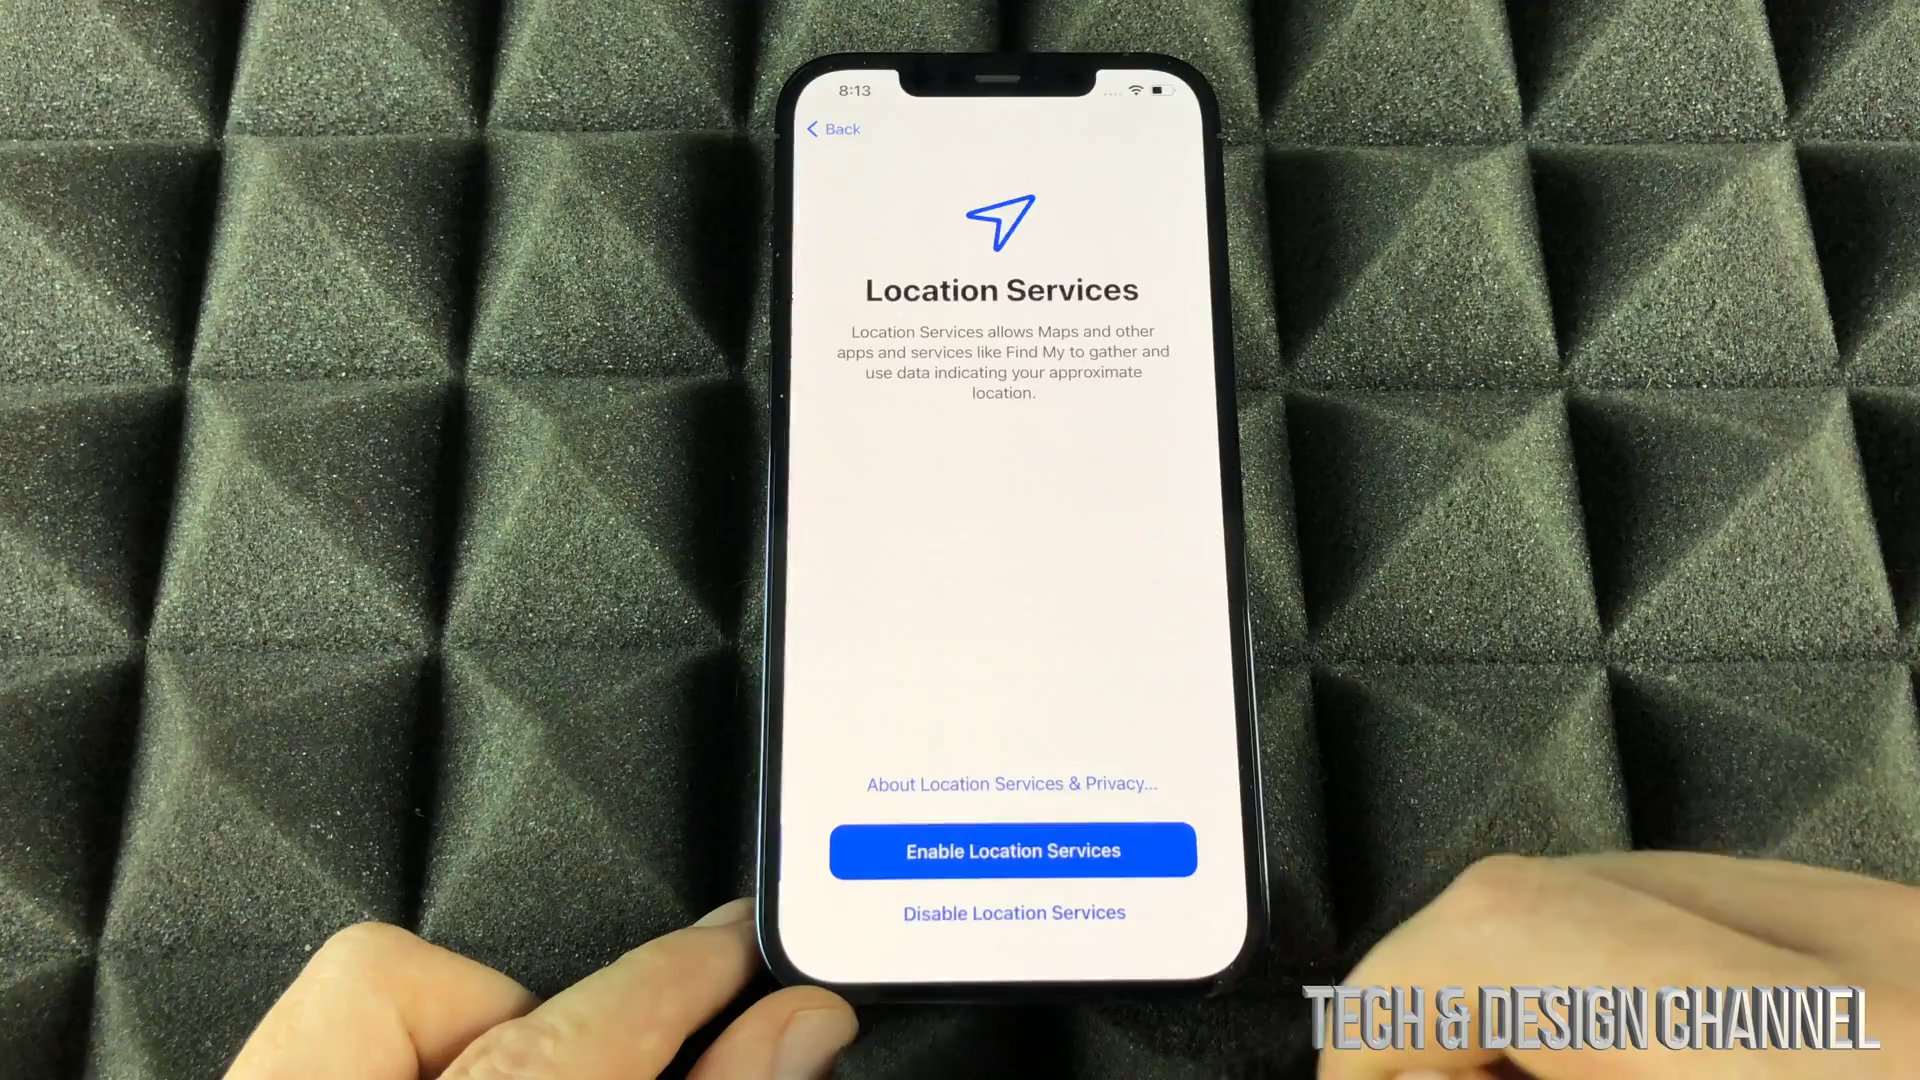 8:13
Back
Location Services
Location Services allows Maps and other
apps and services like Find My to gather and
use data indicating your approximate
location.
About Location Services & Privacy...
Enable Location Services
Disable Location Services
TECH & DESIGN CHANNEL